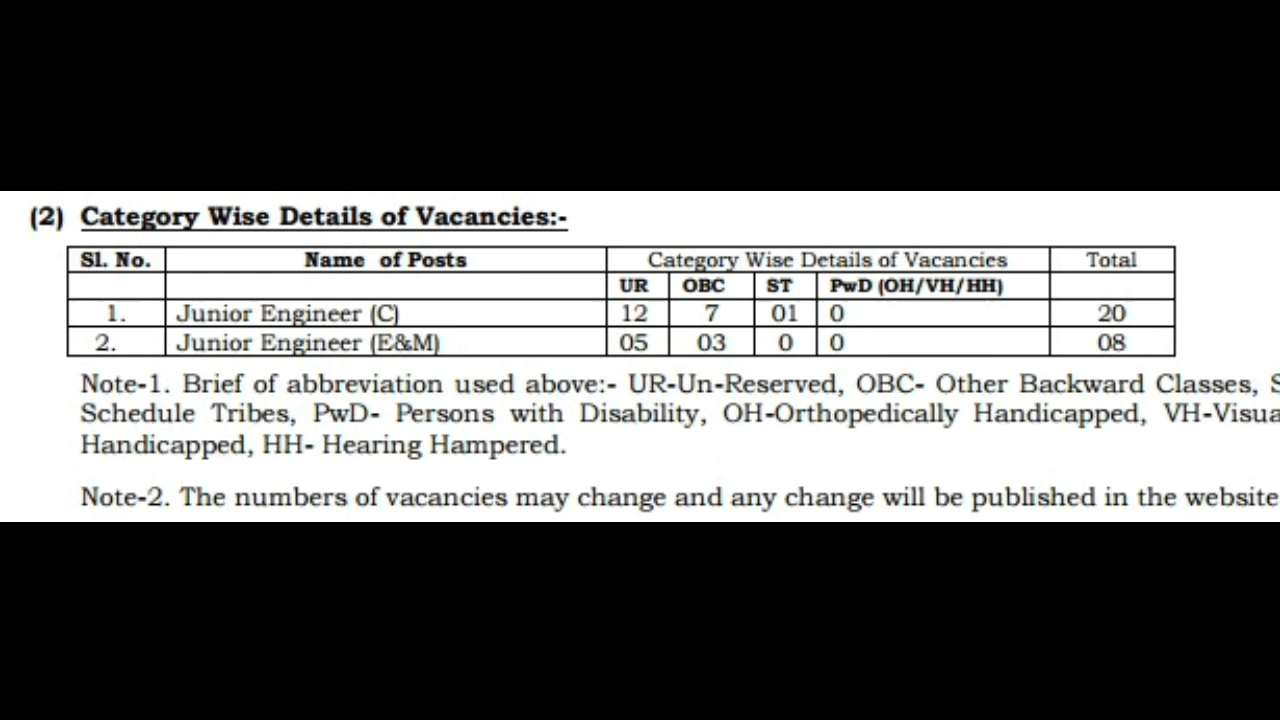 (2) Category Wise Details of Vacancies:-
Sl. No. Name of Posts Category Wise Details of Vacancies Total
UR OBC ST PwD (OH/VH/HH)
1. Junior Engineer (C) 12 7 01 0 20
2. Junior Engineer (E&M) 05 03 0 0 08
Note-1. Brief of abbreviation used above:- UR-Un-Reserved, OBC- Other Backward Classes,
Schedule Tribes, PwD- Persons with Disability, OH-Orthopedically Handicapped,
Handicapped, HH- Hearing Hampered.
Note-2. The numbers of vacancies may change and any change will be published in the website